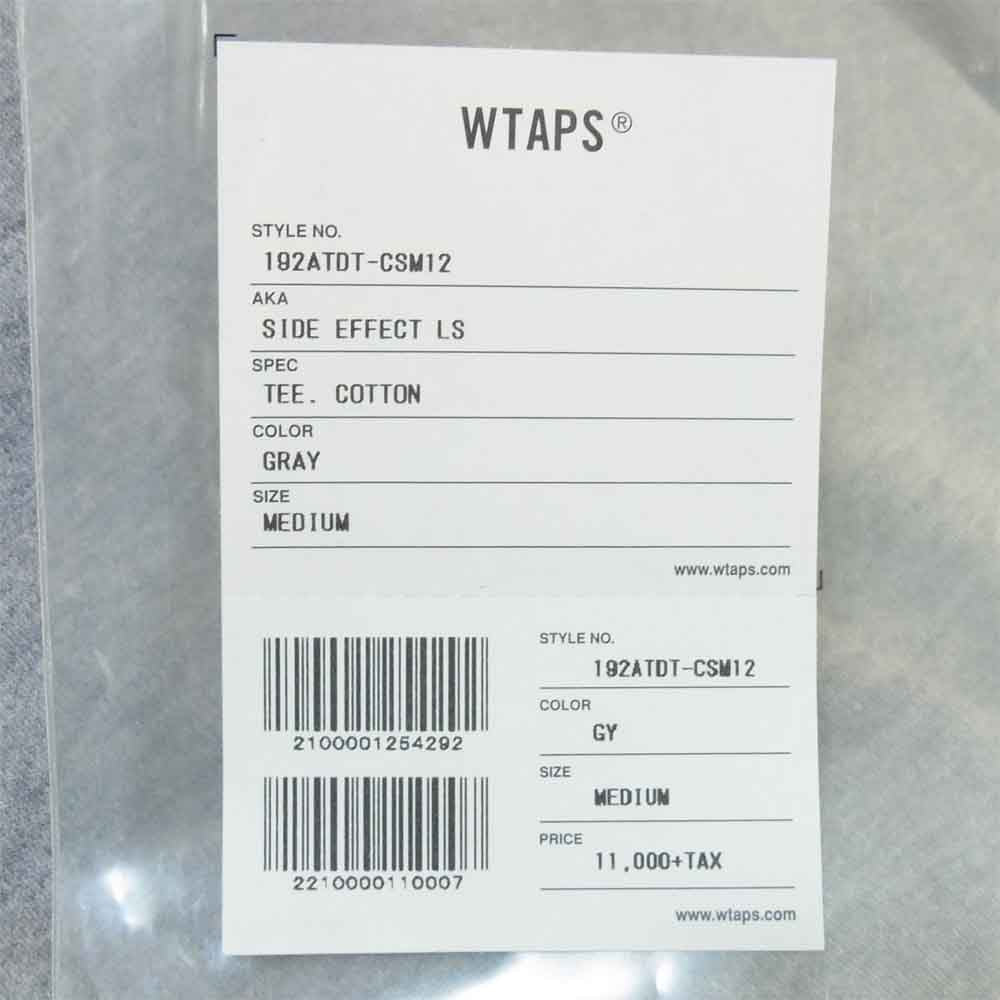 WTAPS®
STYLE NO.
192ATDT-CSM12
AKA
SIDE EFFECT LS
SPEC
TEE. COTTON
COLOR
GRAY
SIZE
MEDIUM
www.wtaps.com
2100001254292
2210000110007
STYLE NO.
192ATDT-CSM12
COLOR
GY
SIZE
MEDIUM
PRICE
11,000+TAX
www.wtaps.com